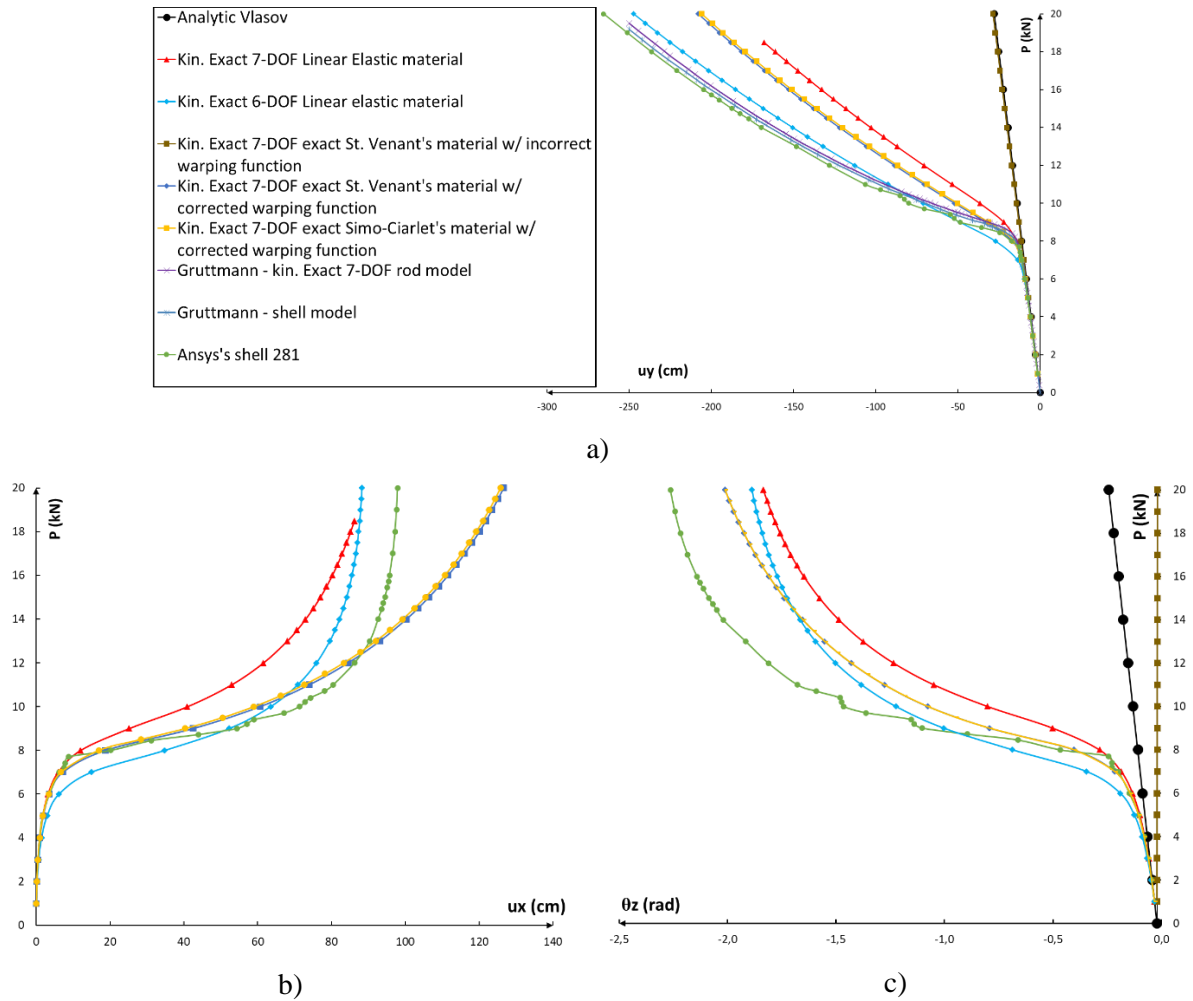 Analytic Vlasov
Kin. Exact 7-DOF Linear Elastic material
Kin. Exact 6-DOF Linear elastic material
Kin. Exact 7-DOF exact St. Venant's material w/ incorrect
warping function
Kin. Exact 7-DOF exact St. Venant's material w/
corrected warping function
Kin. Exact 7-DOF exact Simo-Ciarlet's material w/
corrected warping function
Gruttmann - kin. Exact 7-DOF rod model
Gruttmann - shell model
Ansys's shell 281
P (kN)
20
18
16
14
12
10
8
6
4
2
0
uy (cm)
-300 -250 -200 -150 -100 -50 0
a)
P (kN)
20
18
16
14
12
10
8
6
4
2
0
ux (cm)
0 20 40 60 80 100 120 140
b)
P (kN)
20
18
16
14
12
10
8
6
4
2
0
θz (rad)
-2,5 -2,0 -1,5 -1,0 -0,5 0,0
c)